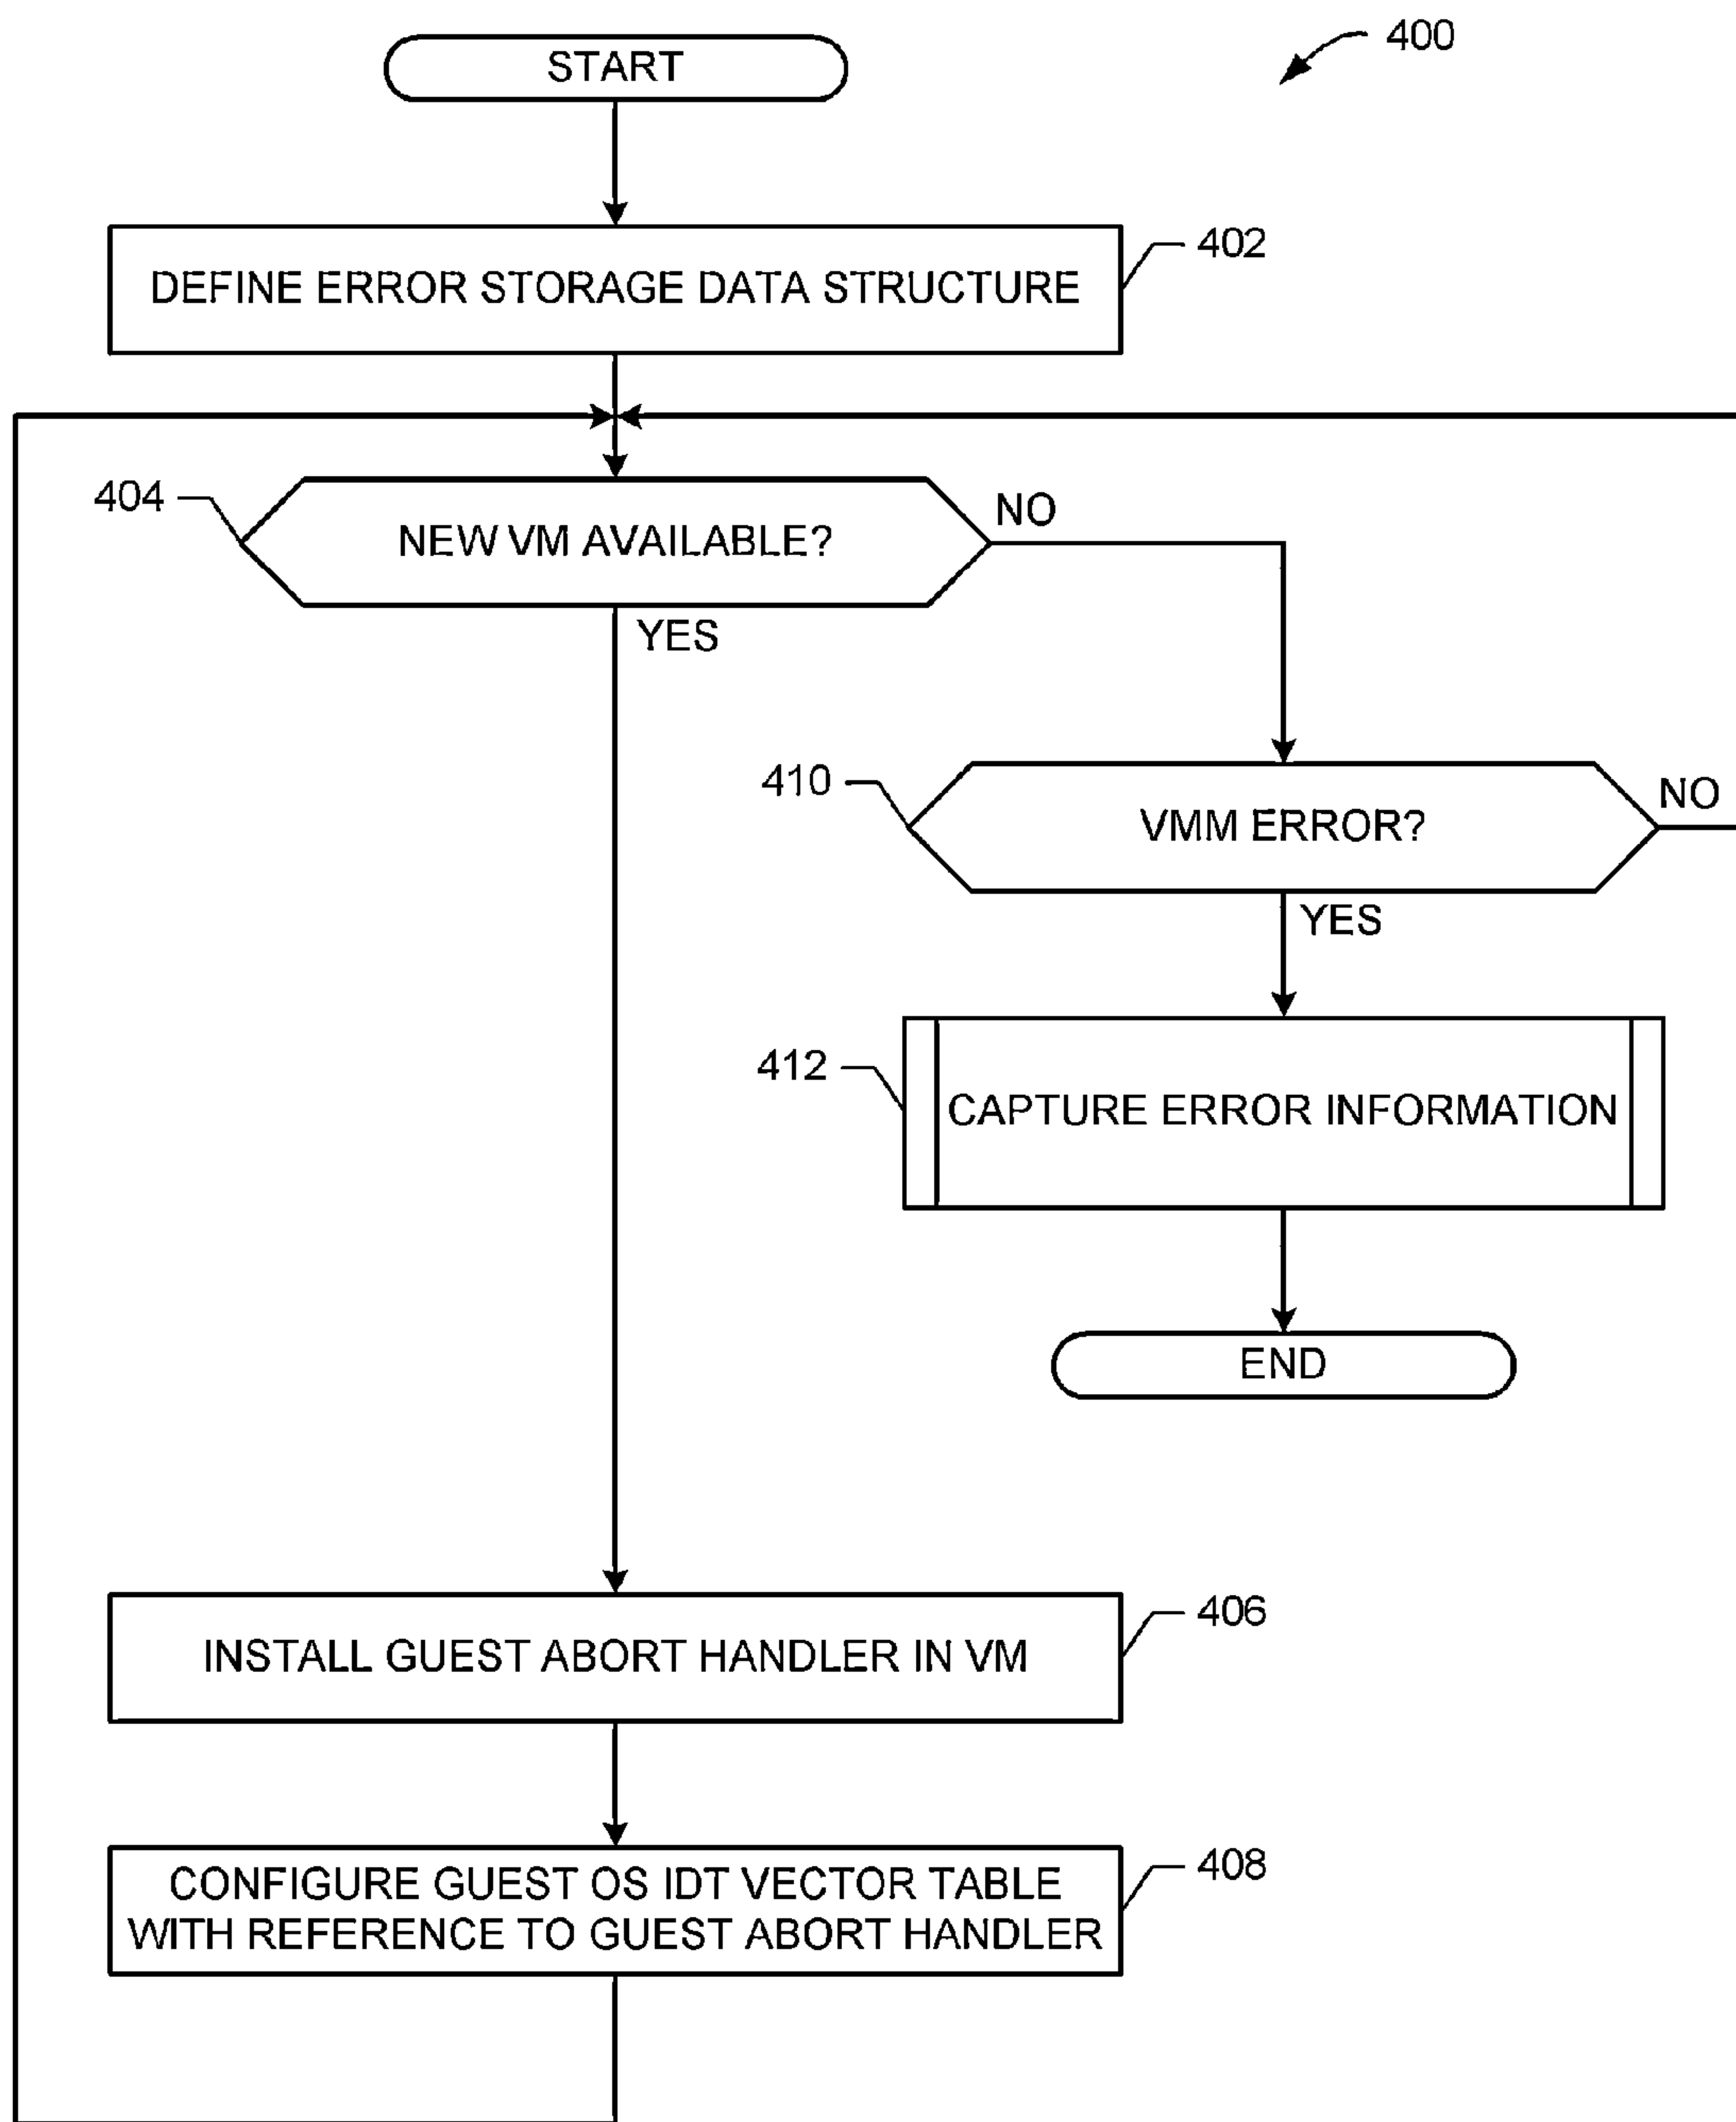 400
START
402
DEFINE ERROR STORAGE DATA STRUCTURE
404
NEW VM AVAILABLE?
NO
YES
410
VMM ERROR?
NO
YES
412
CAPTURE ERROR INFORMATION
END
406
INSTALL GUEST ABORT HANDLER IN VM
408
CONFIGURE GUEST OS IDT VECTOR TABLE
WITH REFERENCE TO GUEST ABORT HANDLER